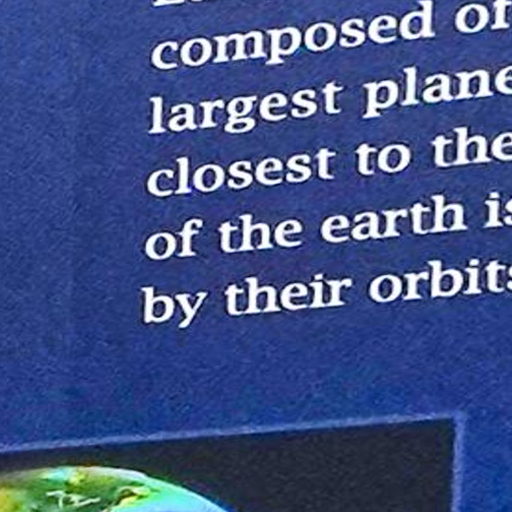 composed of
largest plane
closest to the
of the earth is
by their orbits